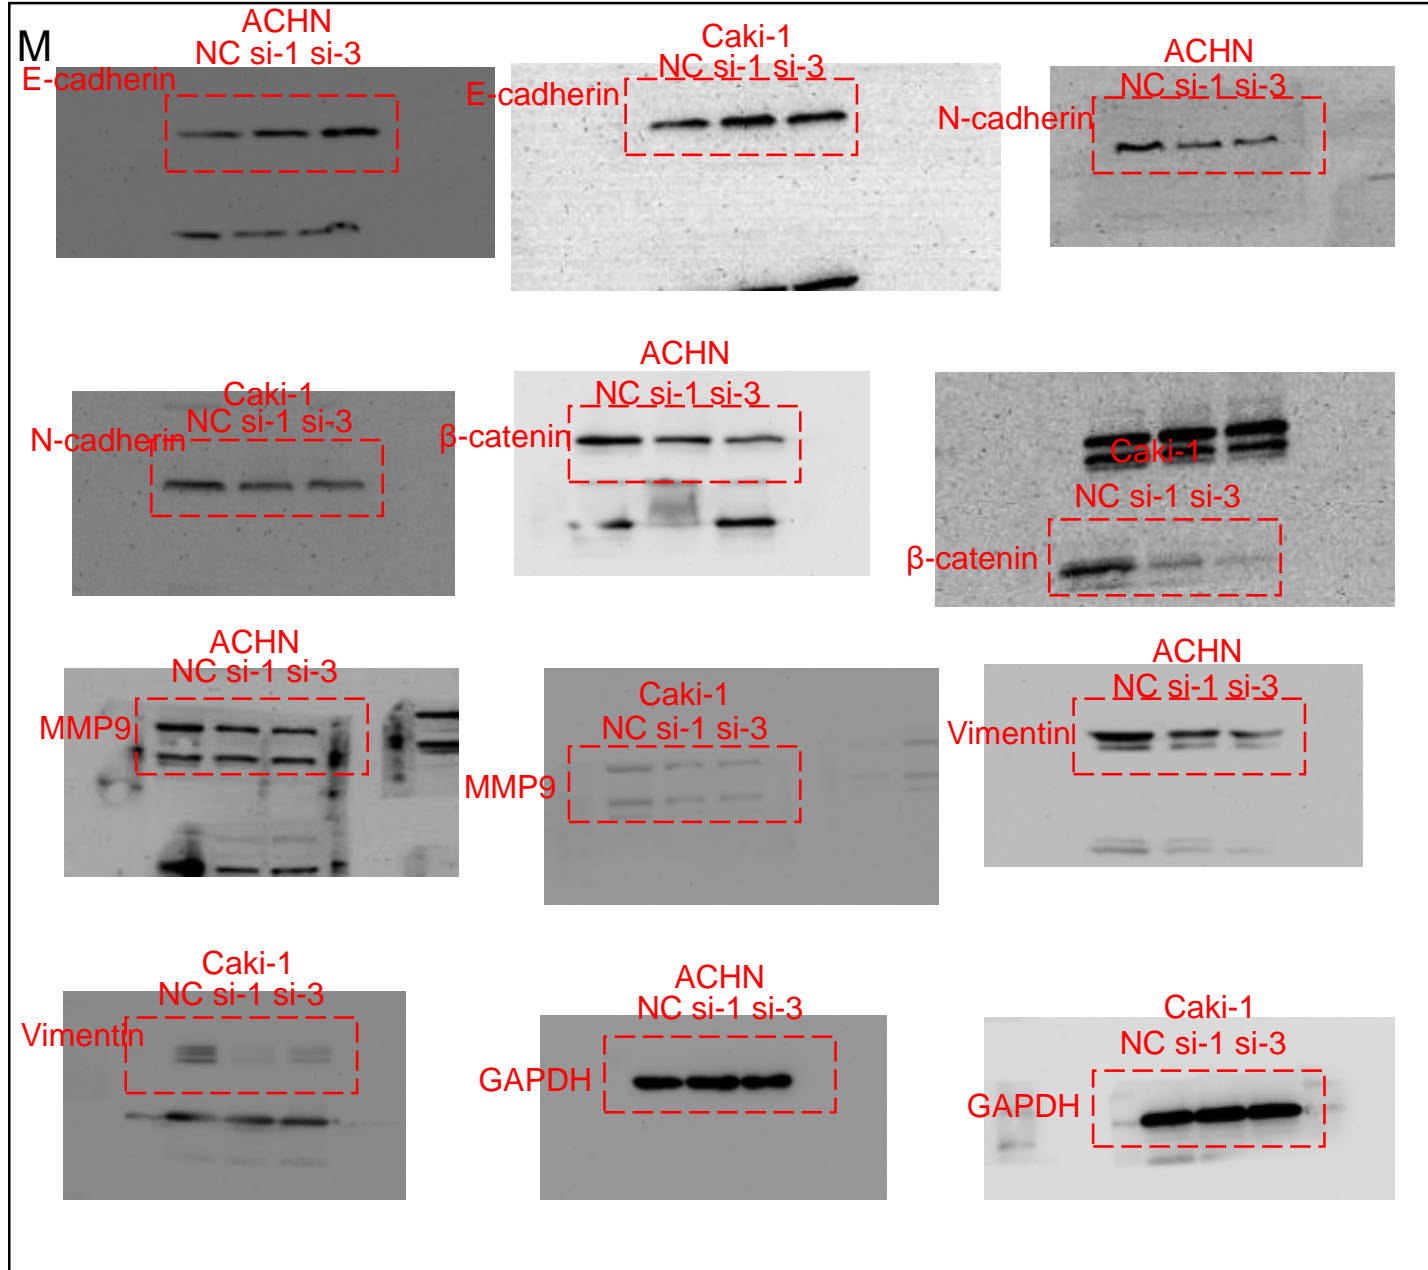 M
ACHN
NC si-1 si-3
E-cadherin
Caki-1
NC si-1 si-3
E-cadherin
ACHN
NC si-1 si-3
N-cadherin
Caki-1
NC si-1 si-3
N-cadherin
ACHN
NC si-1 si-3
β-catenin
Caki-1
NC si-1 si-3
β-catenin
ACHN
NC si-1 si-3
MMP9
Caki-1
NC si-1 si-3
MMP9
ACHN
NC si-1 si-3
Vimentin
Caki-1
NC si-1 si-3
Vimentin
ACHN
NC si-1 si-3
GAPDH
Caki-1
NC si-1 si-3
GAPDH